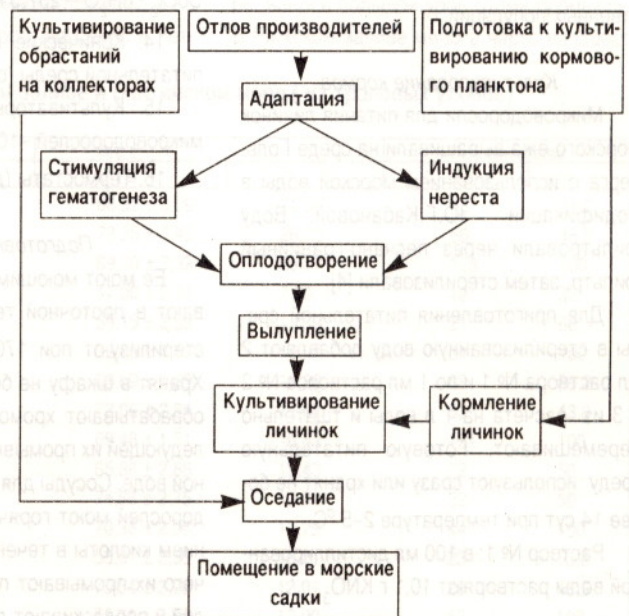 Культивирование
обрастаний
на коллекторах
Отлов производителей
Подготовка к культи-
вированию кормово-
го планктона
Адаптация
Стимуляция
гематогенеза
Индукция
нереста
Оплодотворение
Вылупление
Культивирование
личинок
Кормление
личинок
Оседание
Помещение в морские
садки